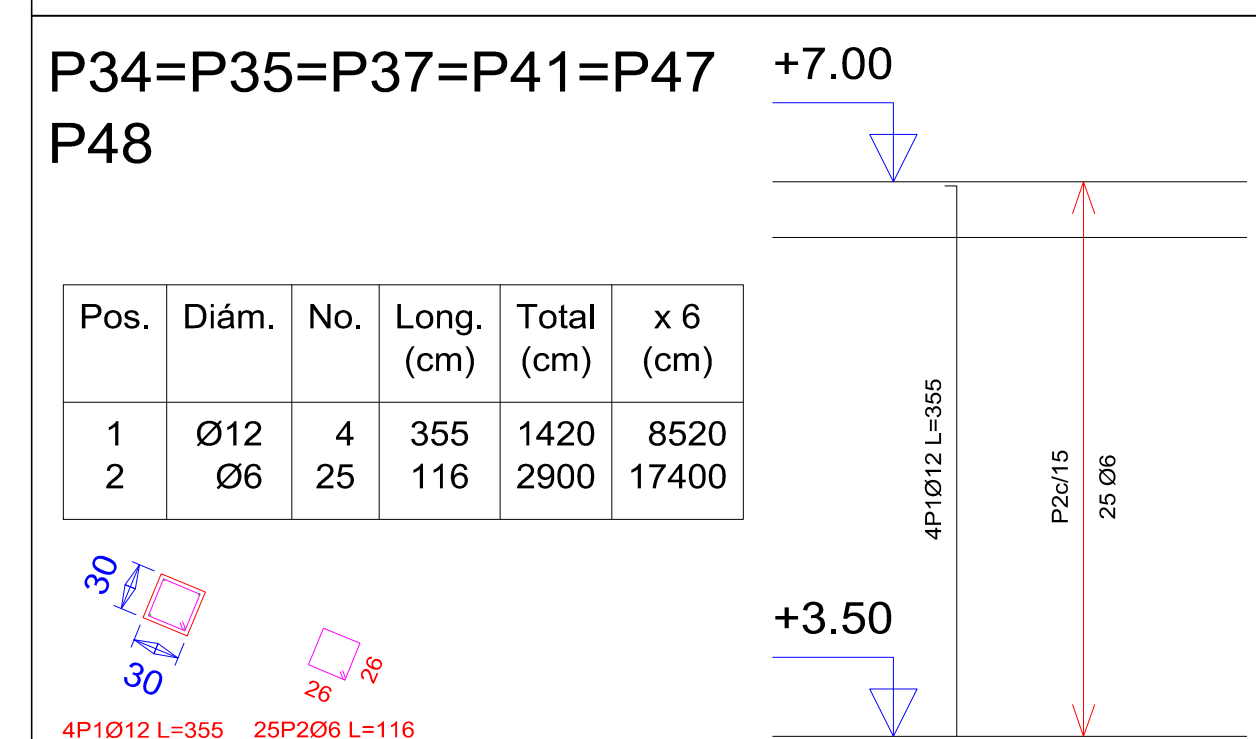 P34=P35=P37=P41=P47
P48
+7.00
Pos. Diám. No. Long. Total x 6
(cm) (cm) (cm)
1 Ø12 4 355 1420 8520
2 Ø6 25 116 2900 17400
4P1Ø12 L=355
P2c/15
25 Ø6
+3.50
30
30
26
26
4P1Ø12 L=355
25P2Ø6 L=116